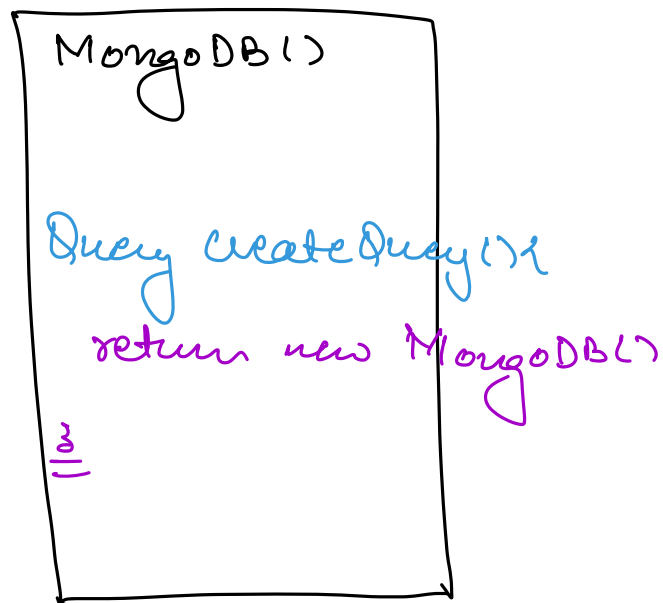 MongoDB()
Query createQuery(){
return new MongoDB()
}